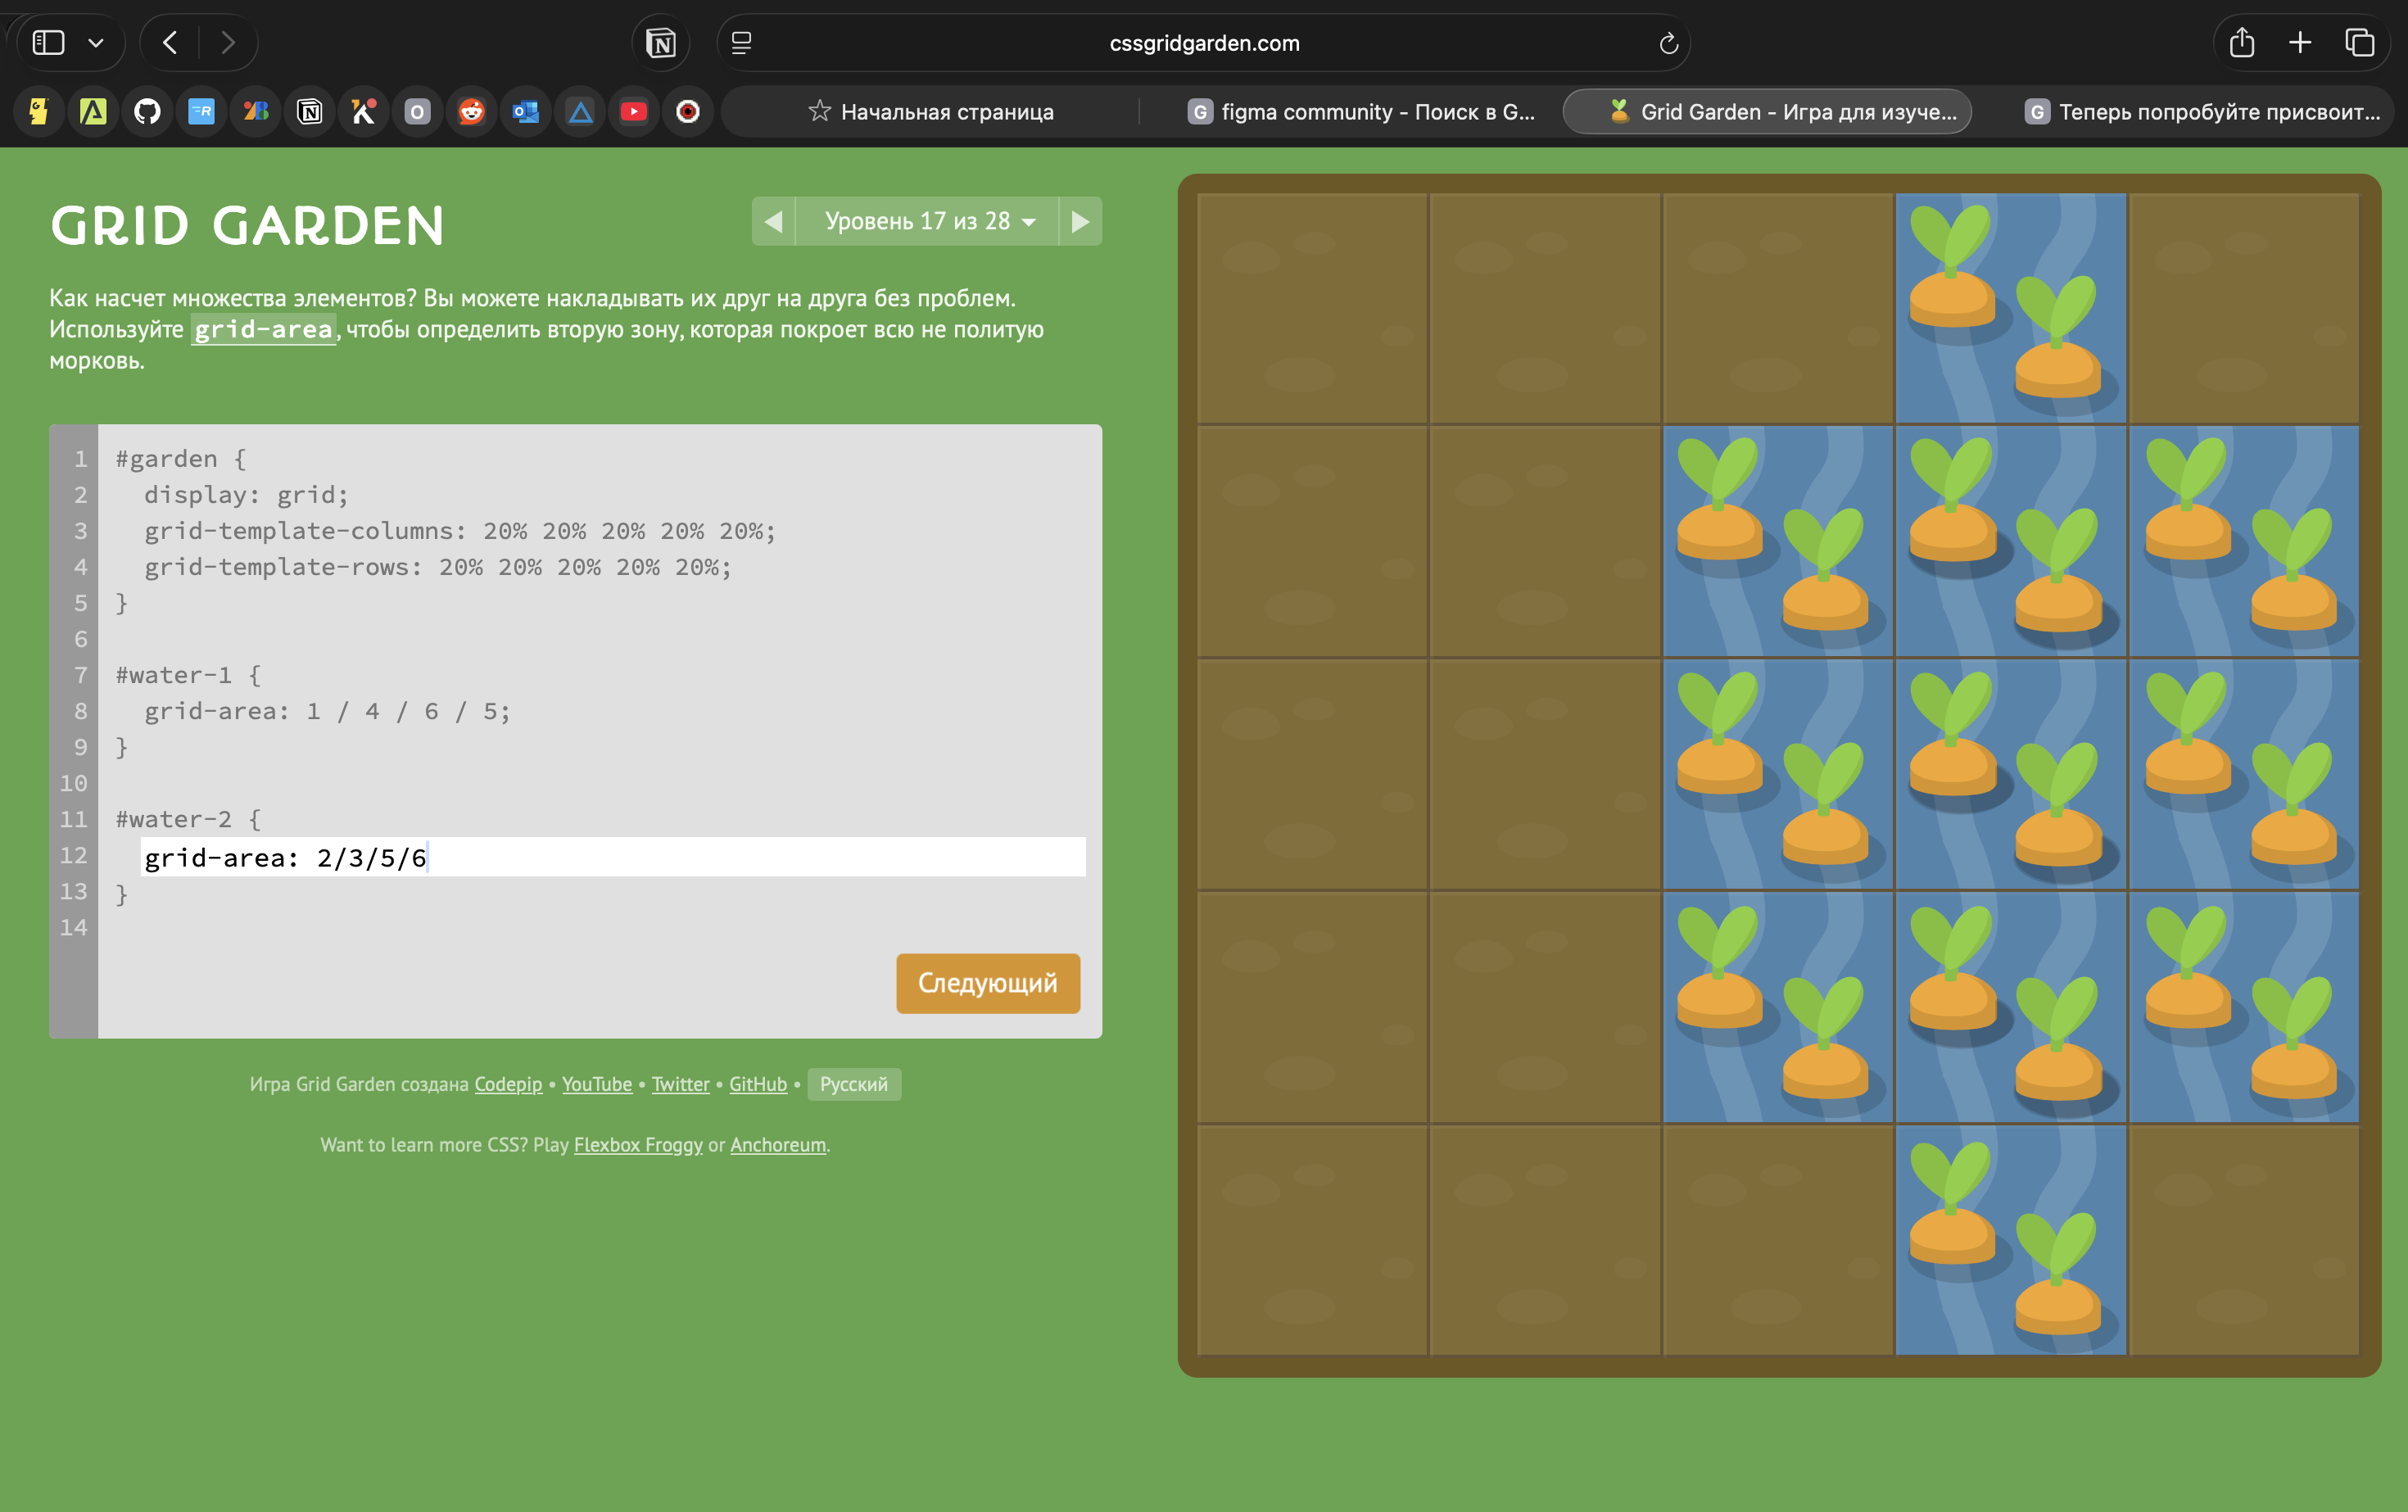 cssgridgarden.com
Начальная страница
figma community - Поиск в G...
Grid Garden - Игра для изуче...
Теперь попробуйте присвоит...
GRID GARDEN
Уровень 17 из 28
Как насчет множества элементов? Вы можете накладывать их друг на друга без проблем.
Используйте grid-area, чтобы определить вторую зону, которая покроет всю не политую
морковь.
1 #garden {
2 display: grid;
3 grid-template-columns: 20% 20% 20% 20% 20%;
4 grid-template-rows: 20% 20% 20% 20% 20%;
5 }
6
7 #water-1 {
8 grid-area: 1 / 4 / 6 / 5;
9 }
10
11 #water-2 {
12 grid-area: 2/3/5/6
13 }
14
Следующий
Игра Grid Garden создана Codepip • YouTube • Twitter • GitHub • Русский
Want to learn more CSS? Play Flexbox Froggy or Anchoreum.